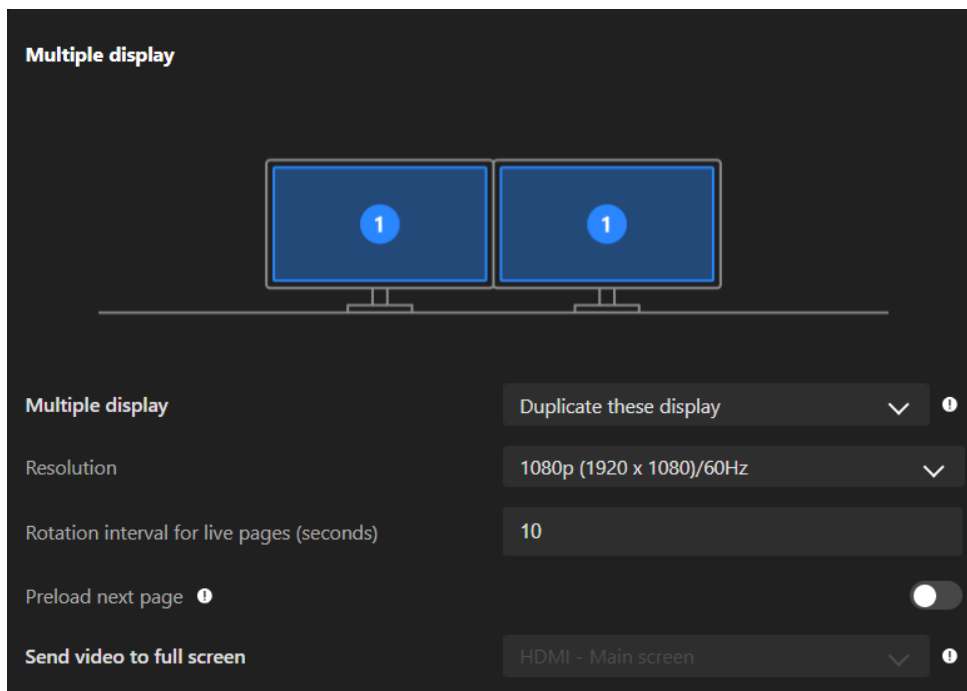 Multiple display
1 1
Multiple display Duplicate these display
Resolution 1080p (1920 x 1080)/60Hz
Rotation interval for live pages (seconds) 10
Preload next page
Send video to full screen HDMI - Main screen